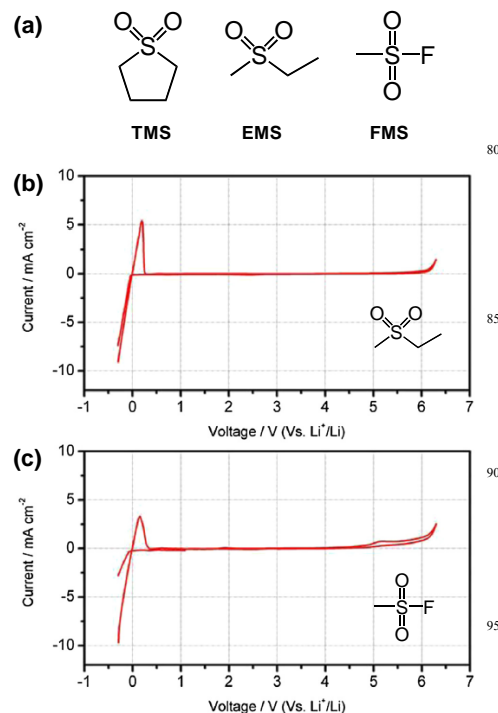 (a)
O O
S
TMS
O O
S
EMS
O
S F
O
FMS
80
(b)
10
5
0
-5
-10
Current / mA cm⁻²
O O
S
85
-1 0 1 2 3 4 5 6 7
Voltage / V (Vs. Li⁺/Li)
(c)
90
10
5
0
-5
-10
Current / mA cm⁻²
O
S F
O
95
-1 0 1 2 3 4 5 6 7
Voltage / V (Vs. Li⁺/Li)